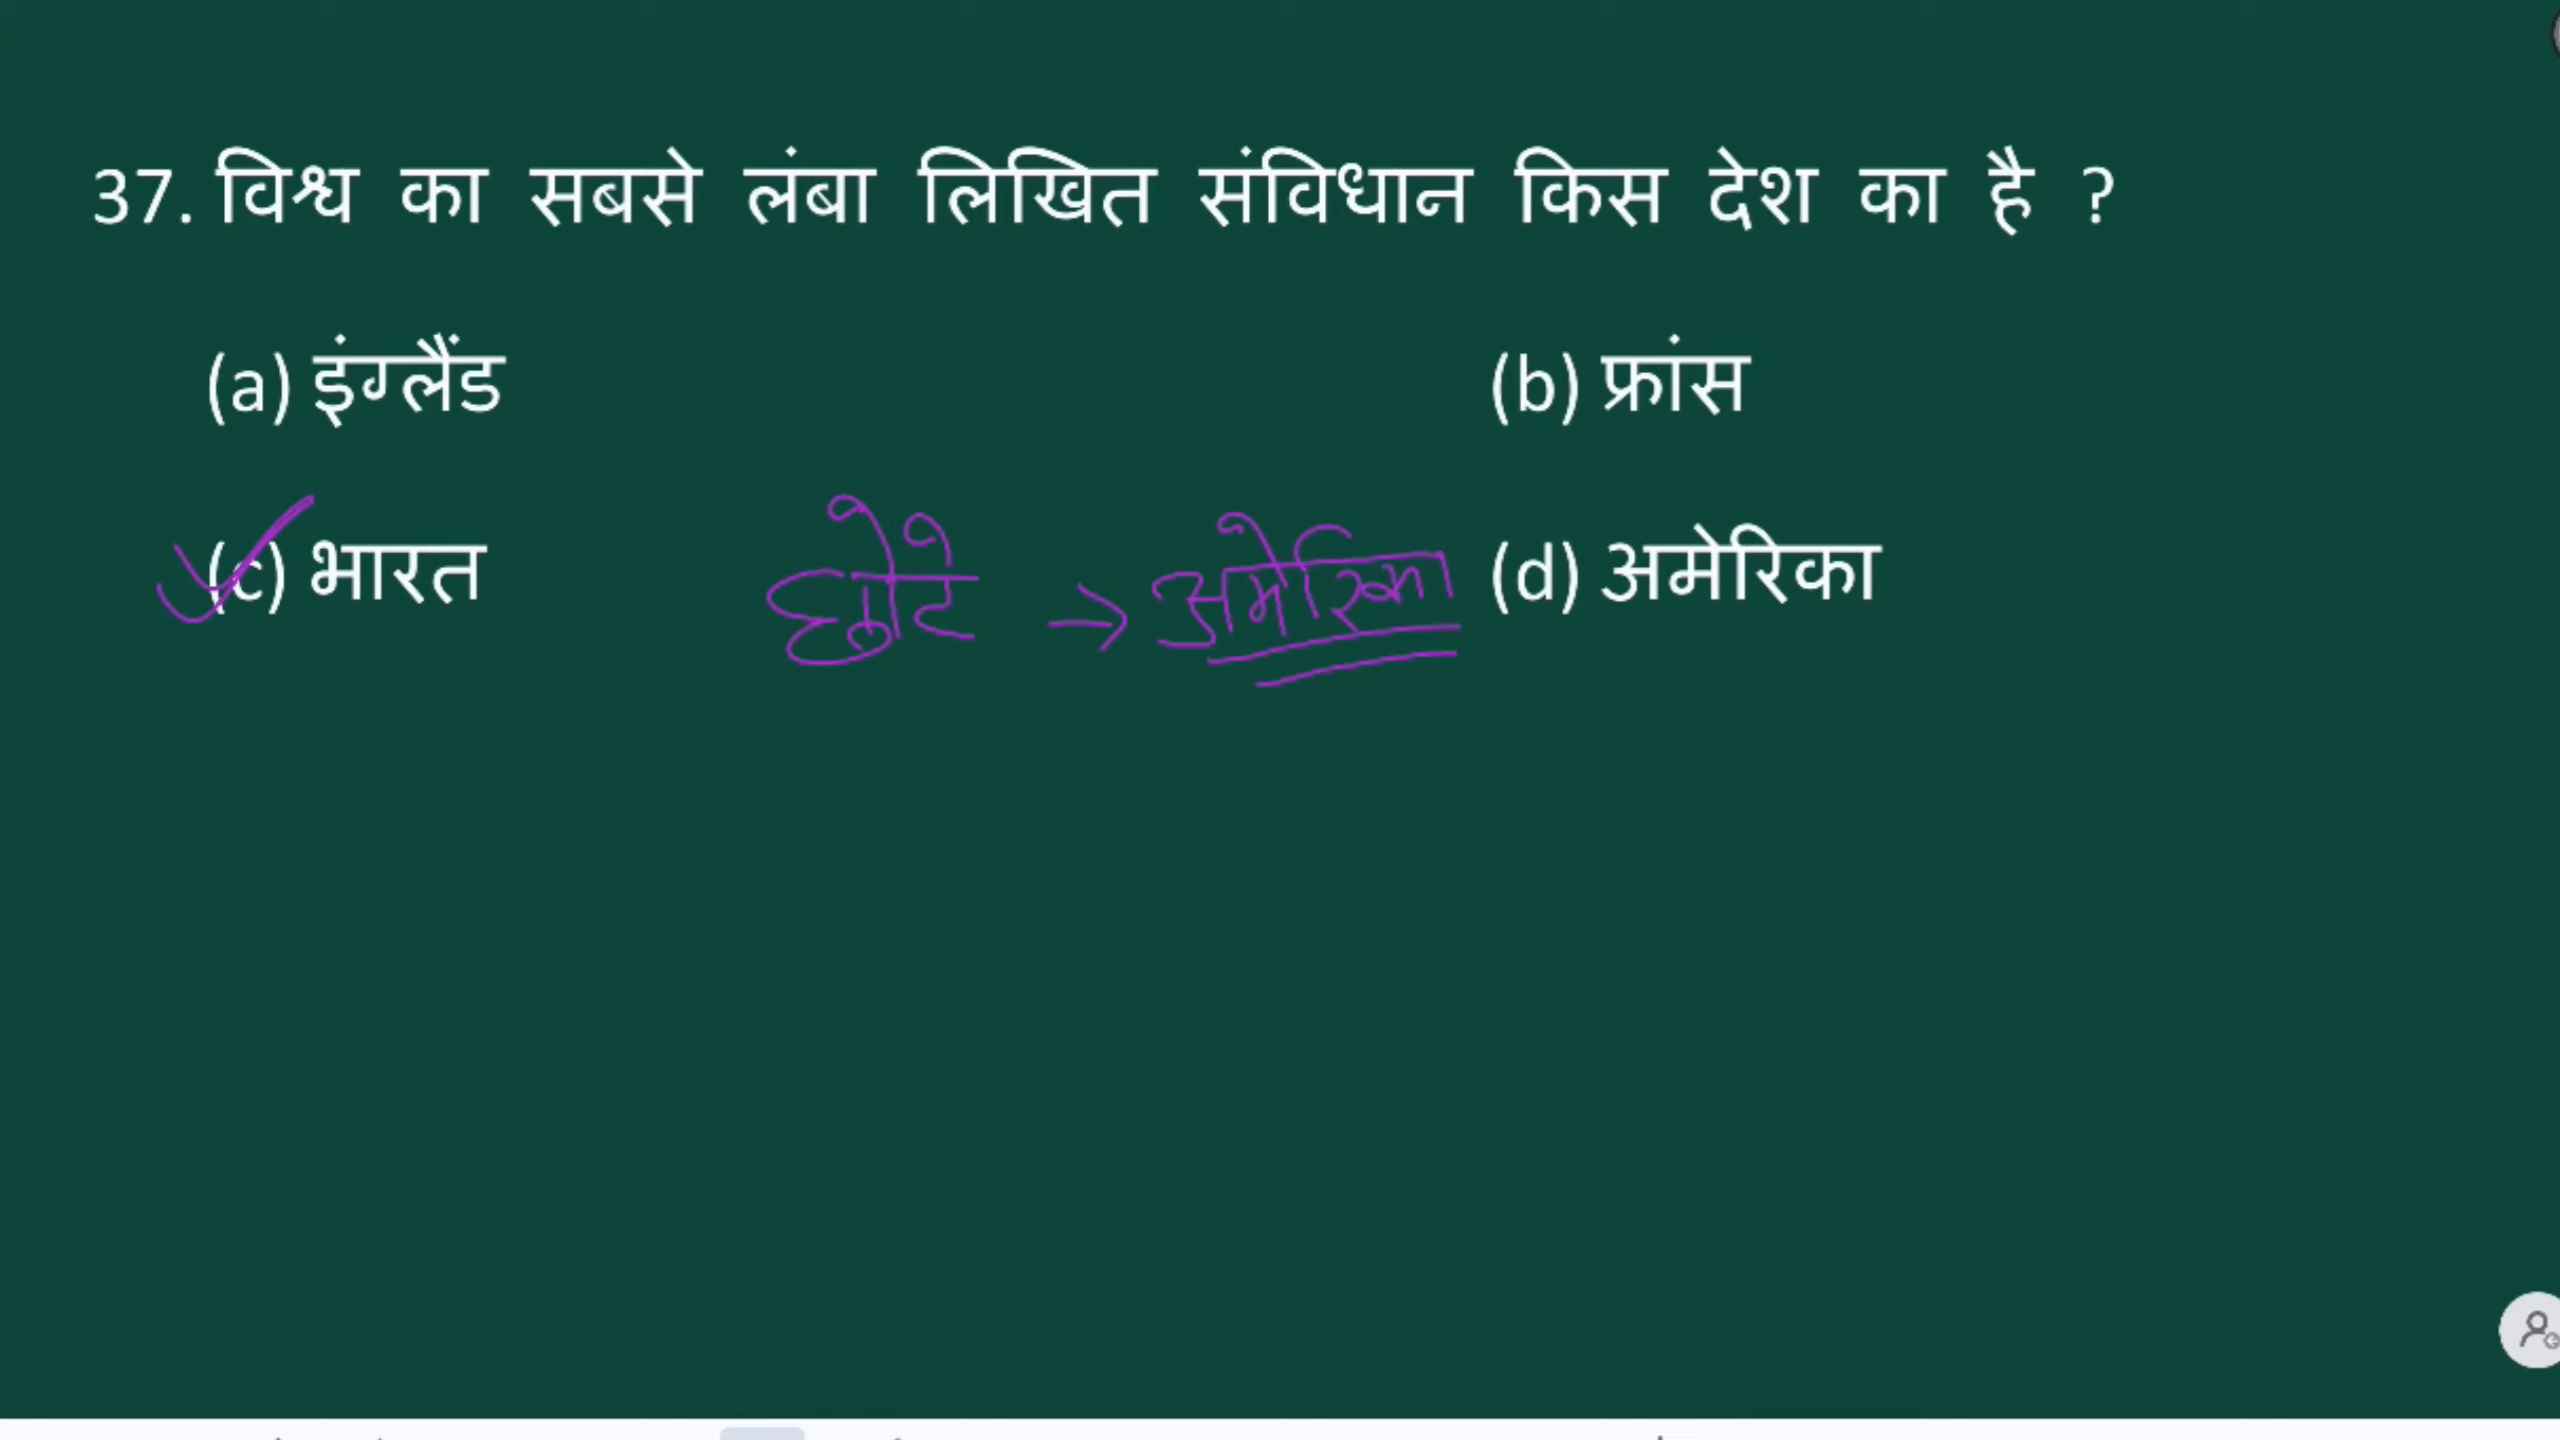 37. विश्व का सबसे लंबा लिखित संविधान किस देश का है ?
(a) इंग्लैंड
(b) फ्रांस
(c) भारत
छोटे → अमेरिका
(d) अमेरिका